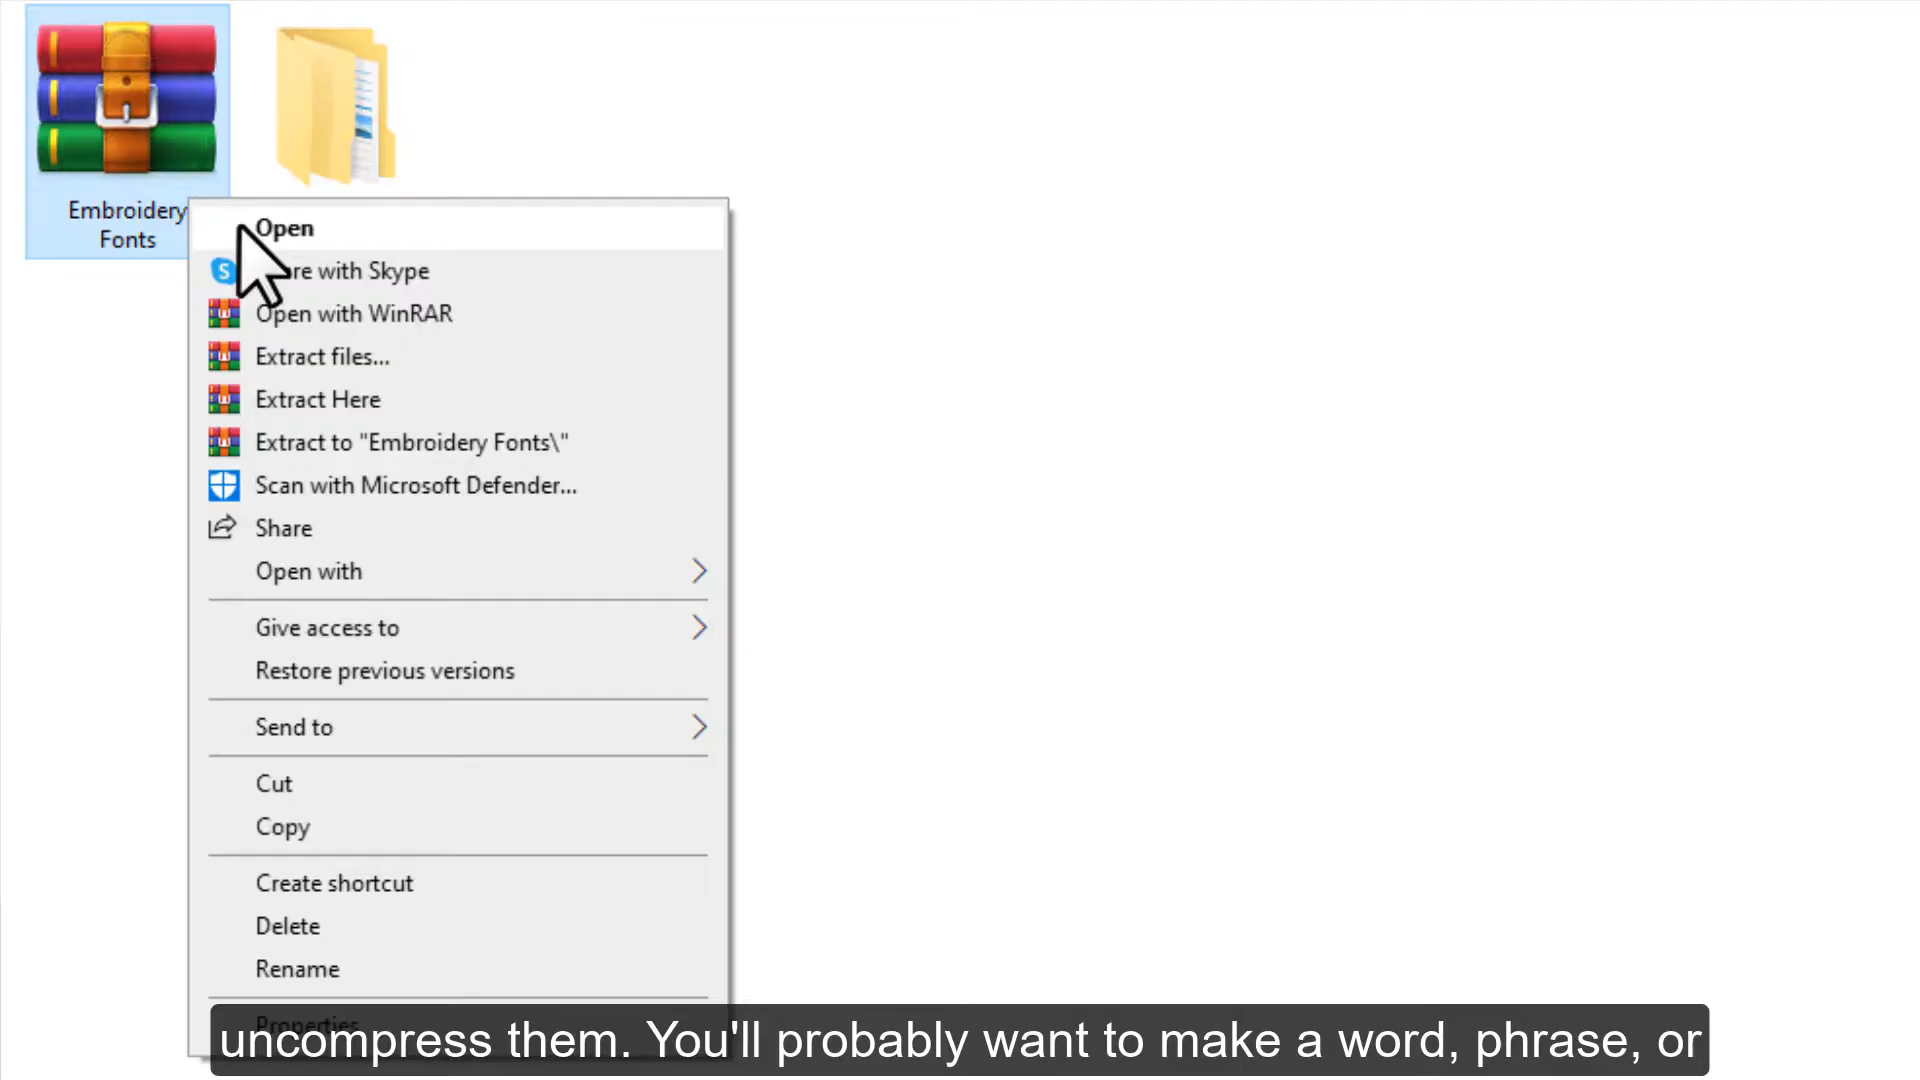 Embroidery
Fonts
Open
re with Skype
Open with WinRAR
Extract files...
Extract Here
Extract to "Embroidery Fonts\"
Scan with Microsoft Defender...
Share
Open with
Give access to
Restore previous versions
Send to
Cut
Copy
Create shortcut
Delete
Rename
Properties
uncompress them. You'll probably want to make a word, phrase, or